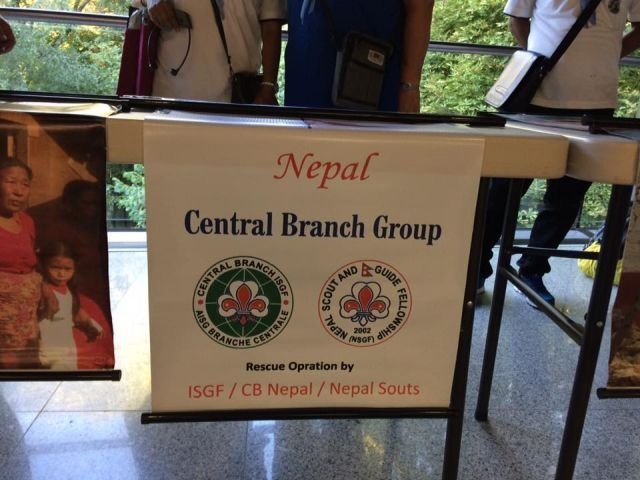 Nepal
Central Branch Group
CENTRAL BRANCH ISGF
AISG BRANCHE CENTRALE
NEPAL SCOUT AND GUIDE FELLOWSHIP
2002
(NSGF)
Rescue Opration by
ISGF / CB Nepal / Nepal Souts